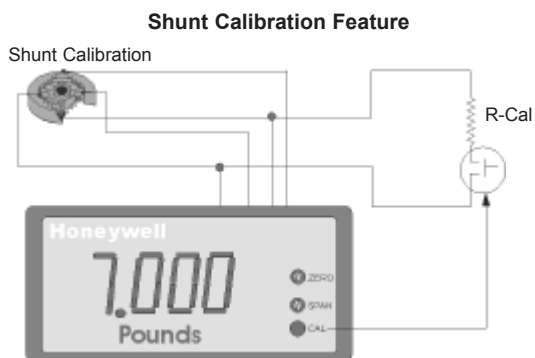 Shunt Calibration Feature
Shunt Calibration
R-Cal
Honeywell
7.000
ZERO
SPAN
CAL
Pounds